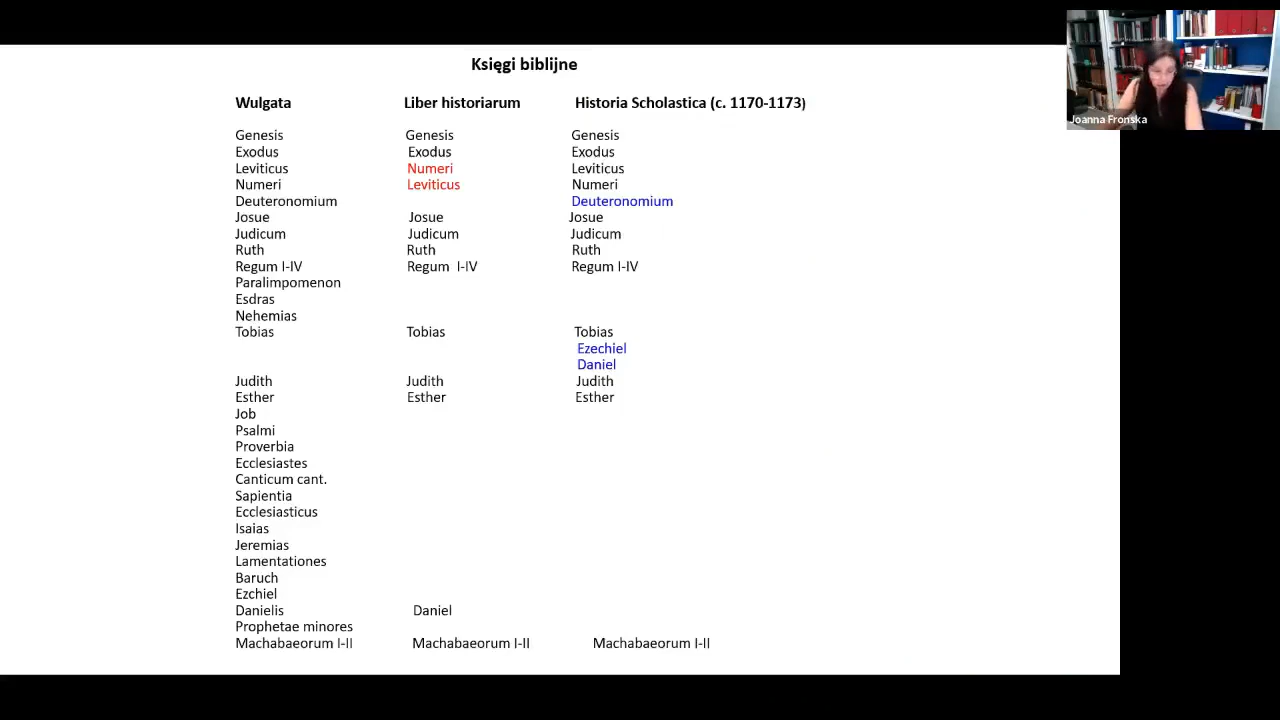 Księgi biblijne
Wulgata Liber historiarum Historia Scholastica (c. 1170-1173)
Genesis Genesis Genesis
Exodus Exodus Exodus
Leviticus Numeri Leviticus
Numeri Leviticus Numeri
Deuteronomium Deuteronomium
Josue Josue Josue
Judicum Judicum Judicum
Ruth Ruth Ruth
Regum I-IV Regum I-IV Regum I-IV
Paralimpomenon
Esdras
Nehemias
Tobias Tobias Tobias
Ezechiel
Daniel
Judith Judith Judith
Esther Esther Esther
Job
Psalmi
Proverbia
Ecclesiastes
Canticum cant.
Sapientia
Ecclesiasticus
Isaias
Jeremias
Lamentationes
Baruch
Ezchiel
Danielis Daniel
Prophetae minores
Machabaeorum I-II Machabaeorum I-II Machabaeorum I-II
Joanna Fronska